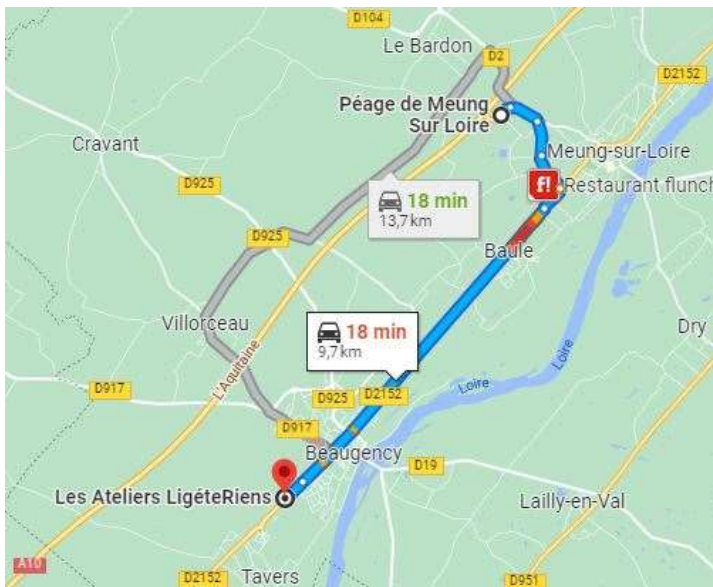 D104
Le Bardon
D2
D2152
Péage de Meung
Sur Loire
Cravant
Meung-sur-Loire
D925
f!
Restaurant flunch
18 min
13,7 km
D925
Baule
Villorceau
18 min
9,7 km
Dry
L'Aquitaine
Loire
Loire
D917
D925
D2152
D917
Beaugency
D19
Les Ateliers LigéteRiens
Lailly-en-Val
A10
D2152
Tavers
D951